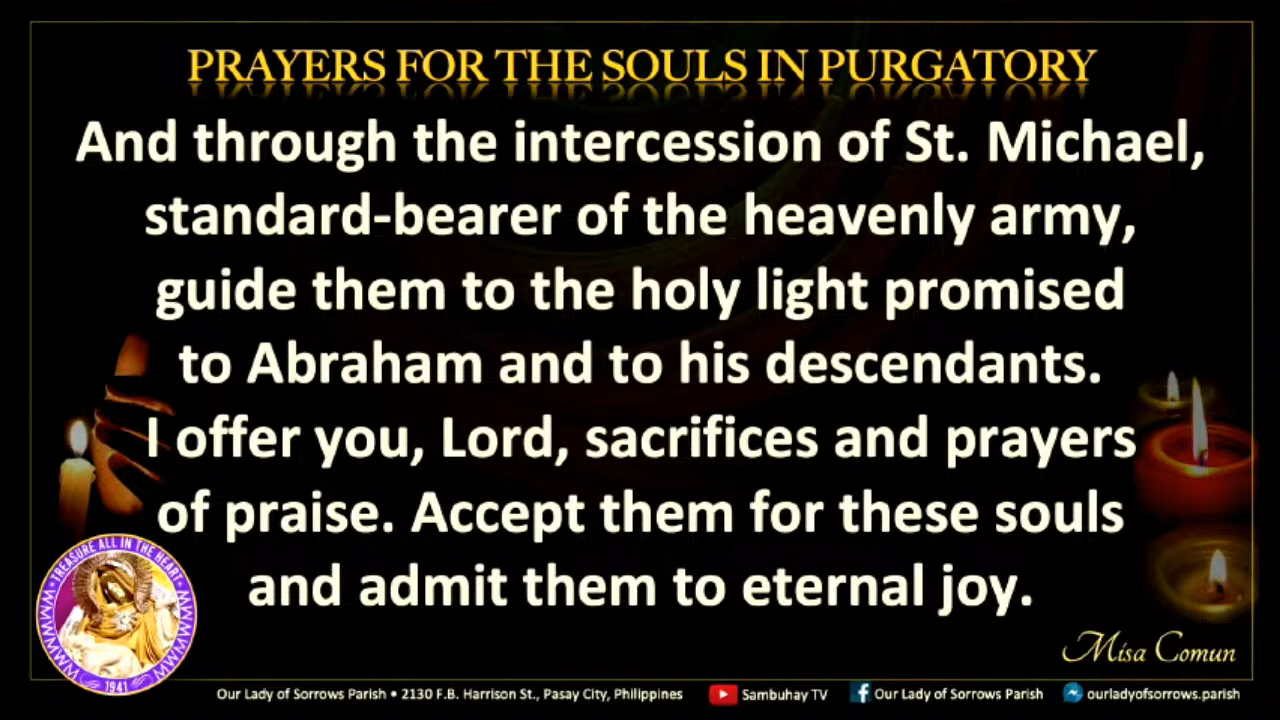 PRAYERS FOR THE SOULS IN PURGATORY
And through the intercession of St. Michael,
standard-bearer of the heavenly army,
guide them to the holy light promised
to Abraham and to his descendants.
I offer you, Lord, sacrifices and prayers
of praise. Accept them for these souls
and admit them to eternal joy.
TREASURE ALL IN THE HEART
1941
Misa Comun
Our Lady of Sorrows Parish • 2130 F.B. Harrison St., Pasay City, Philippines
Sambuhay TV
Our Lady of Sorrows Parish
ourladyofsorrows.parish